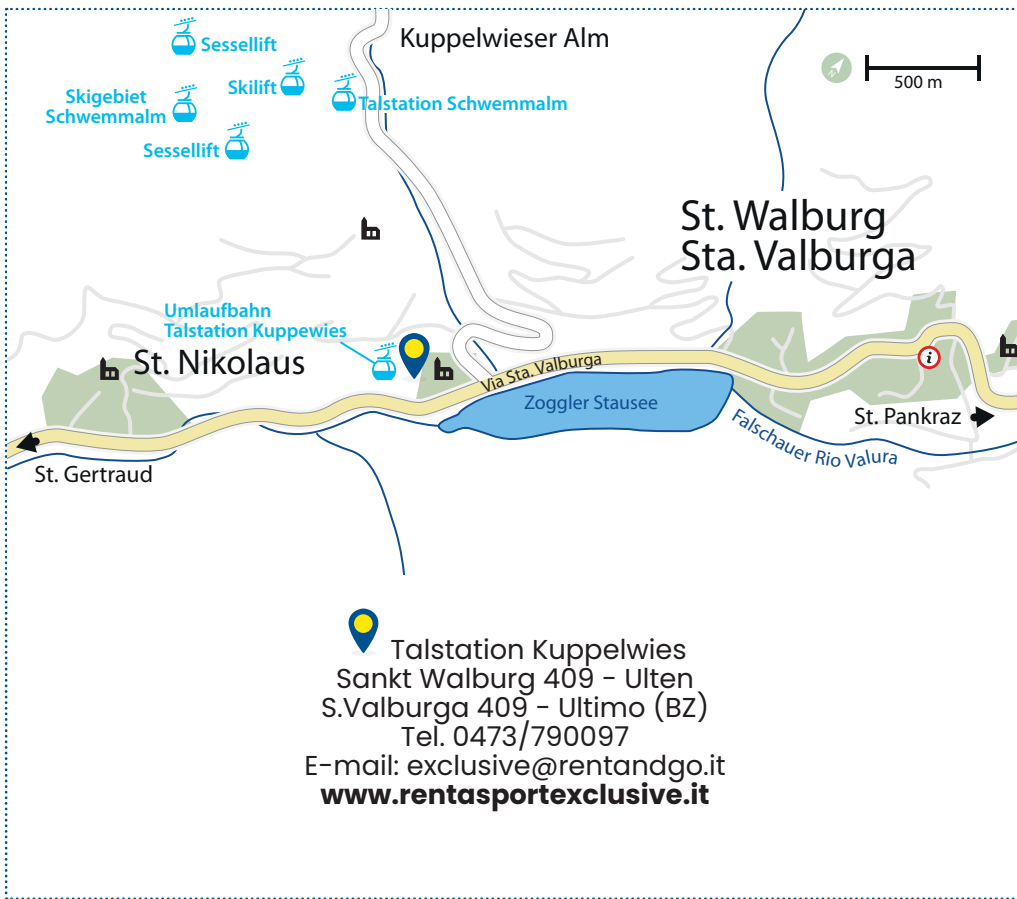 Kuppelwieser Alm
Sessellift
Skilift
Skigebiet
Schwemmalm
Talstation Schwemmalm
Sessellift
N
500 m
St. Walburg
Sta. Valburga
Umlaufbahn
Talstation Kuppewies
St. Nikolaus
Via Sta. Valburga
Zoggler Stausee
i
St. Pankraz
Falschauer Rio Valura
St. Gertraud
Talstation Kuppelwies
Sankt Walburg 409 - Ulten
S.Valburga 409 - Ultimo (BZ)
Tel. 0473/790097
E-mail: exclusive@rentandgo.it
www.rentasportexclusive.it